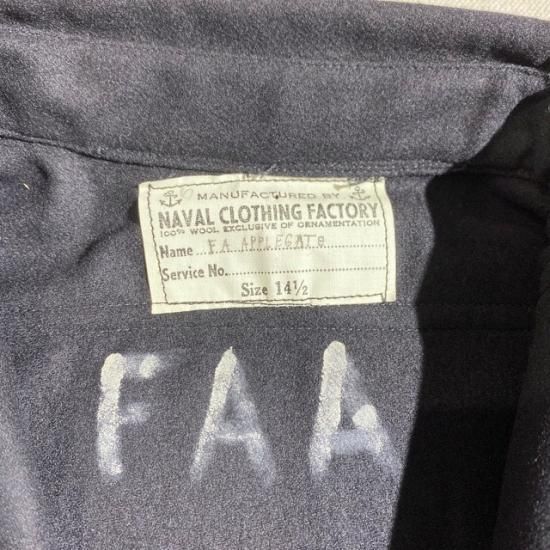 MANUFACTURED BY
NAVAL CLOTHING FACTORY
100% WOOL EXCLUSIVE OF ORNAMENTATION
Name F.A APPLEGATe
Service No.
Size 14½
FAA